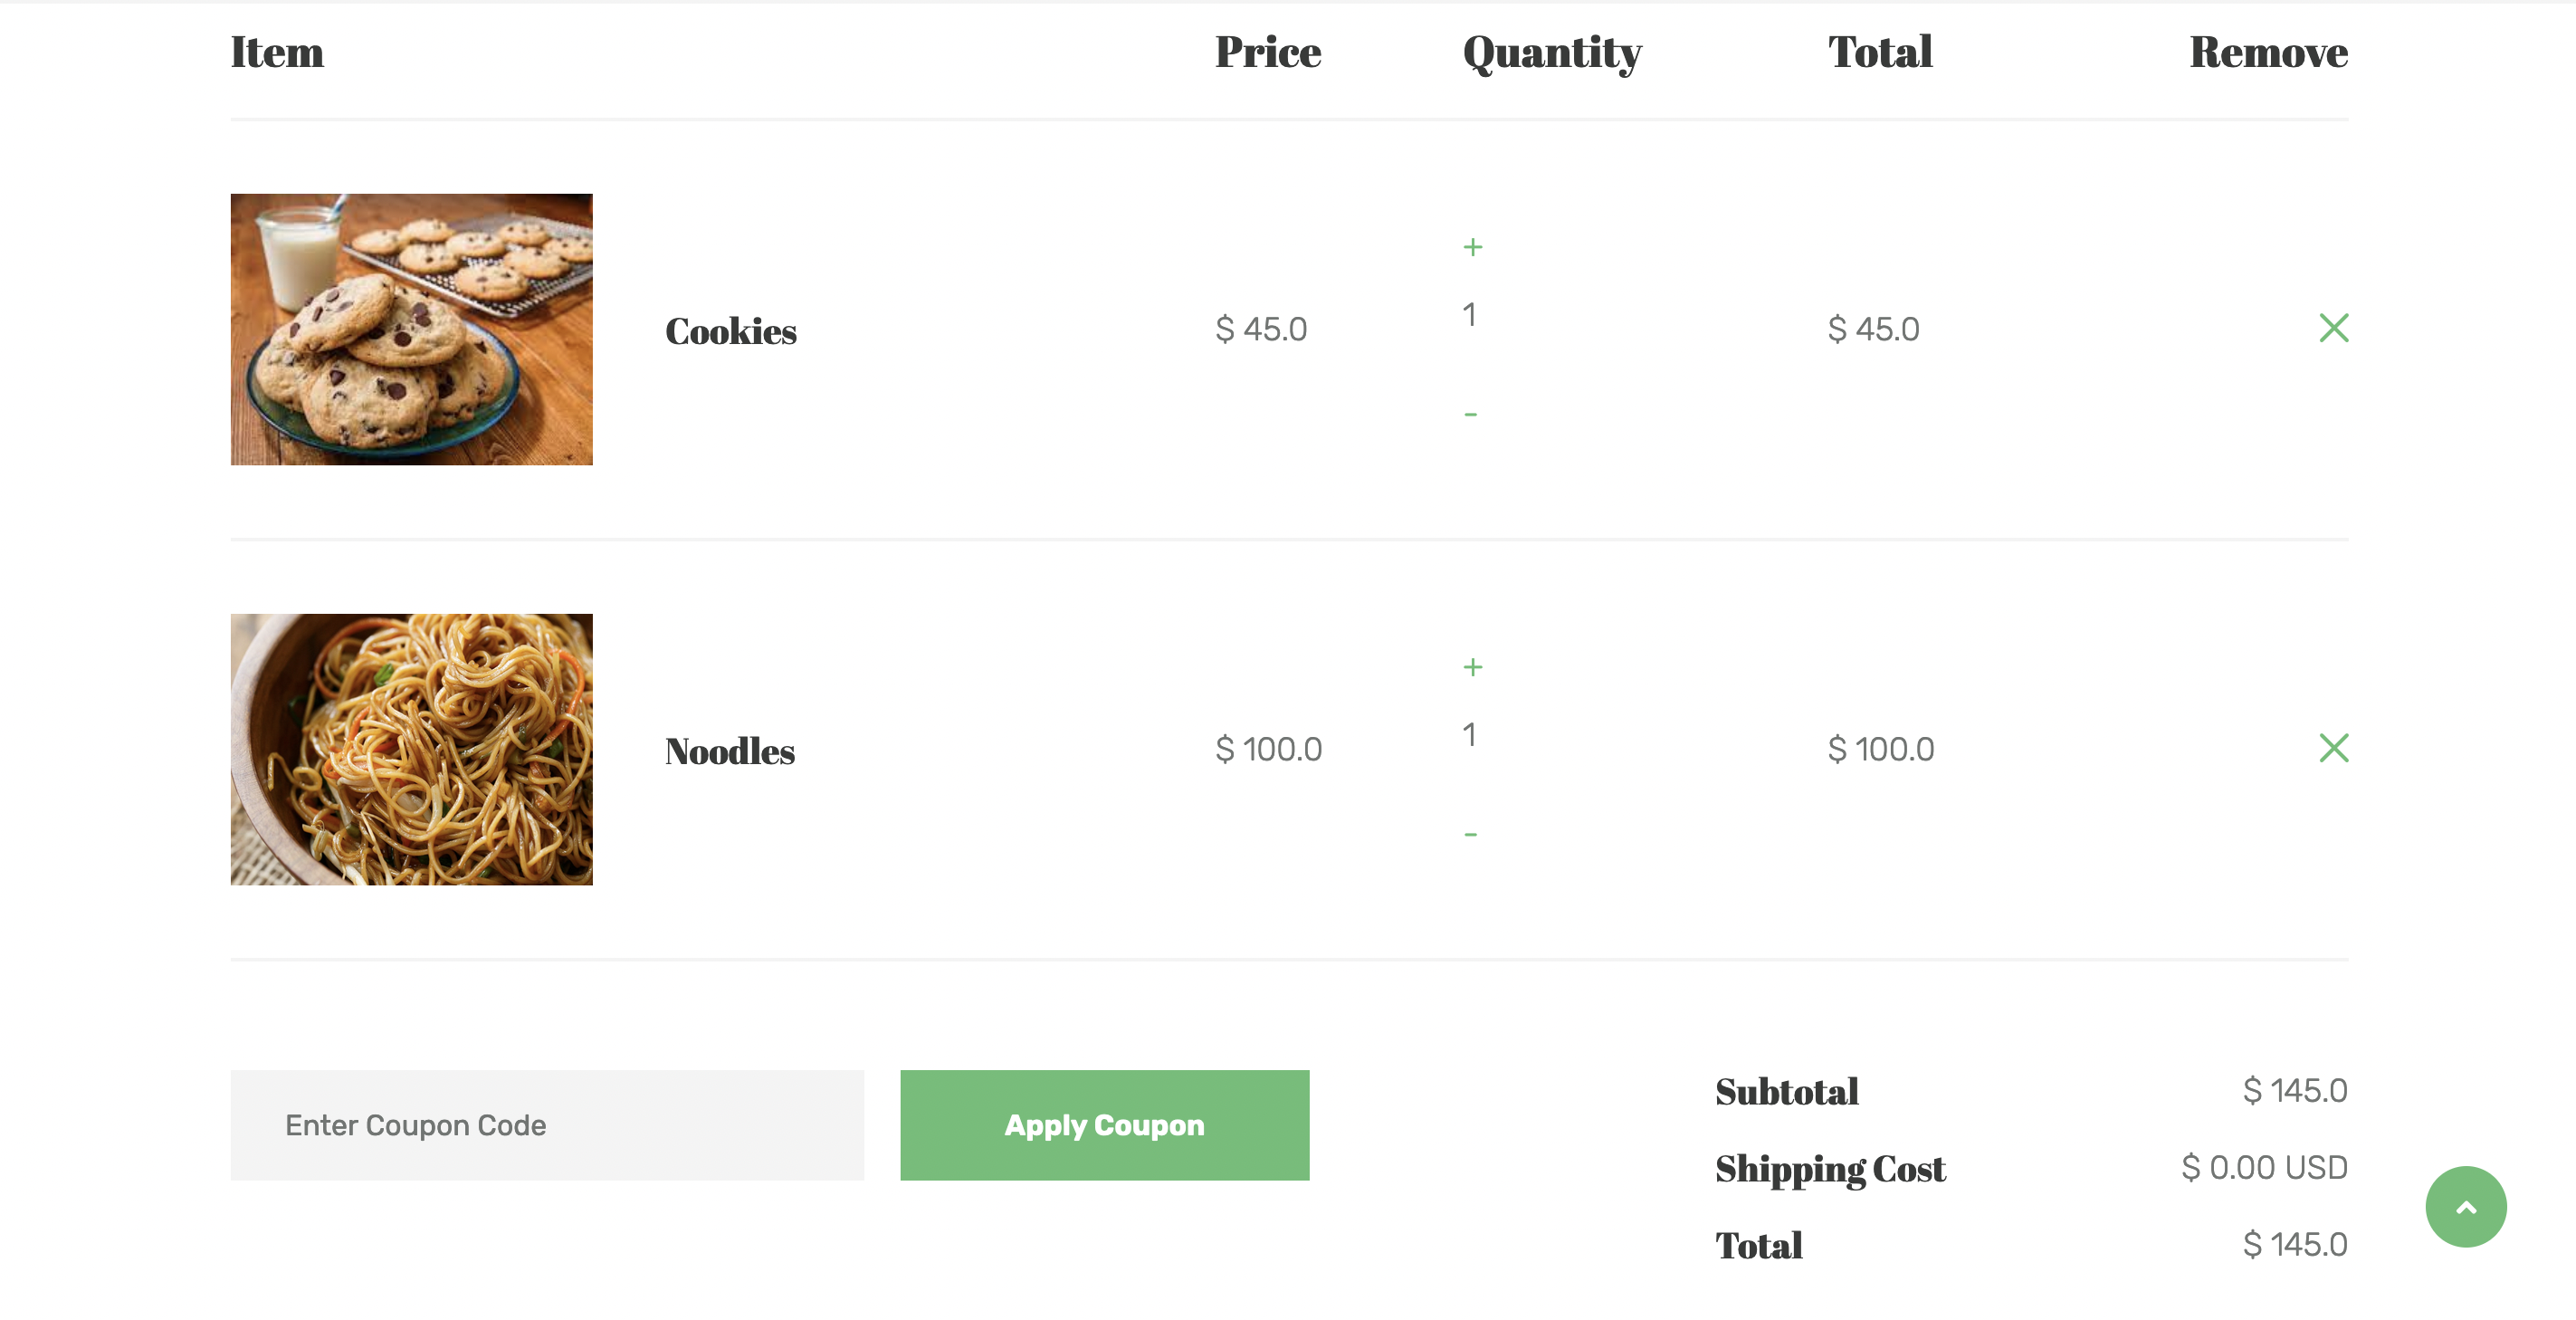 Item Price Quantity Total Remove
+
Cookies $ 45.0 1 $ 45.0
-
+
Noodles $ 100.0 1 $ 100.0
-
Enter Coupon Code Apply Coupon
Subtotal $ 145.0
Shipping Cost $ 0.00 USD
Total $ 145.0